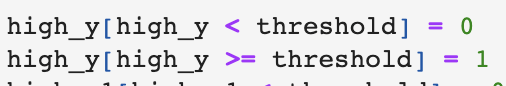 high_y[high_y < threshold] = 0
high_y[high_y >= threshold] = 1